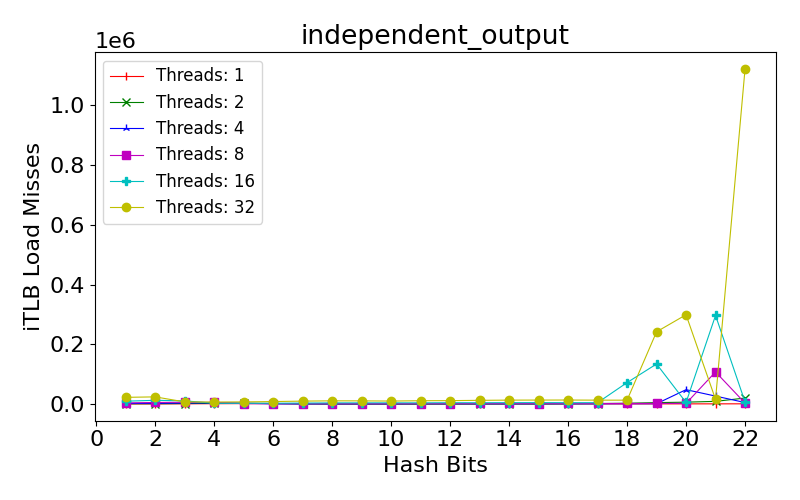 independent_output
1e6
Threads: 1
Threads: 2
Threads: 4
Threads: 8
Threads: 16
Threads: 32
iTLB Load Misses
1.0
0.8
0.6
0.4
0.2
0.0
0 2 4 6 8 10 12 14 16 18 20 22
Hash Bits